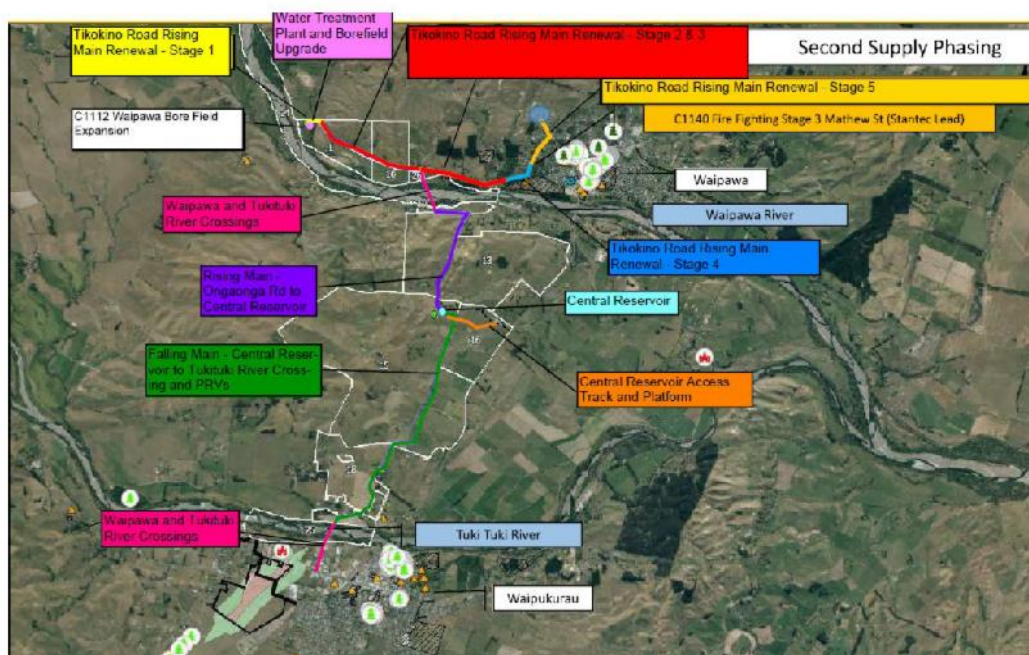 Water Treatment
Plant and Borefield
Upgrade
Tikokino Road Rising
Main Renewal - Stage 1
Tikokino Road Rising Main Renewal - Stage 2 & 3
Second Supply Phasing
Tikokino Road Rising Main Renewal - Stage 5
C1112 Waipawa Bore Field
Expansion
C1140 Fire Fighting Stage 3 Mathew St (Stantec Lead)
Waipawa
Waipawa and Tukituki
River Crossings
Waipawa River
Tikokino Road Rising Main
Renewal - Stage 4
13
Rising Main -
Ongaonga Rd to
Central Reservoir
Central Reservoir
Falling Main - Central Reser-
voir to Tukituki River Cross-
ing and PRVs
Central Reservoir Access
Track and Platform
Waipawa and Tukituki
River Crossings
Tuki Tuki River
Waipukurau